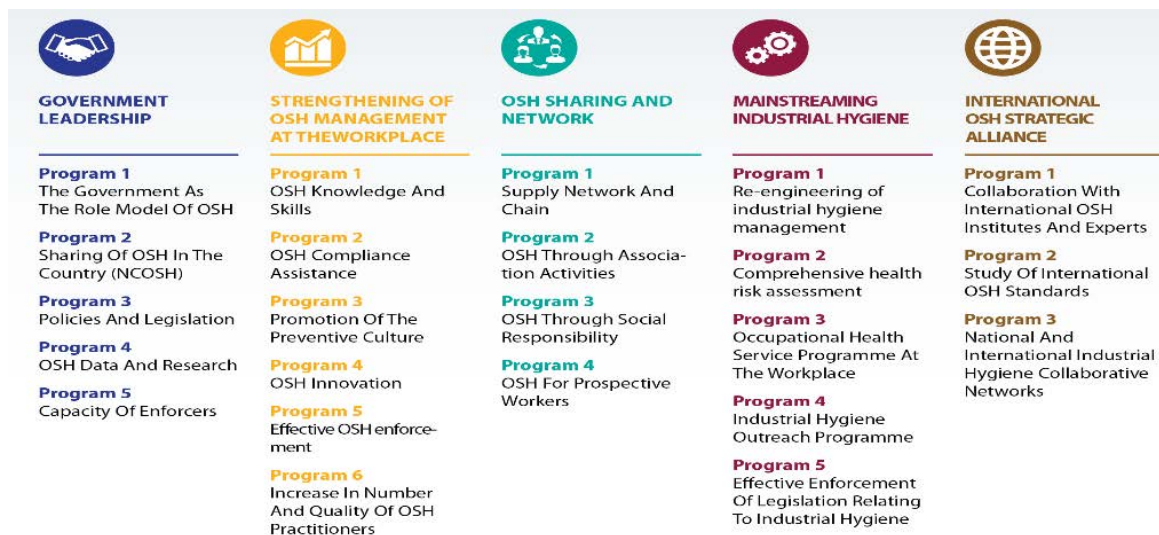 GOVERNMENT
LEADERSHIP
Program 1
The Government As
The Role Model Of OSH
Program 2
Sharing Of OSH In The
Country (NCOSH)
Program 3
Policies And Legislation
Program 4
OSH Data And Research
Program 5
Capacity Of Enforcers
STRENGTHENING OF
OSH MANAGEMENT
AT THEWORKPLACE
Program 1
OSH Knowledge And
Skills
Program 2
OSH Compliance
Assistance
Program 3
Promotion Of The
Preventive Culture
Program 4
OSH Innovation
Program 5
Effective OSH enforce-
ment
Program 6
Increase In Number
And Quality Of OSH
Practitioners
OSH SHARING AND
NETWORK
Program 1
Supply Network And
Chain
Program 2
OSH Through Associa-
tion Activities
Program 3
OSH Through Social
Responsibility
Program 4
OSH For Prospective
Workers
MAINSTREAMING
INDUSTRIAL HYGIENE
Program 1
Re-engineering of
industrial hygiene
management
Program 2
Comprehensive health
risk assessment
Program 3
Occupational Health
Service Programme At
The Workplace
Program 4
Industrial Hygiene
Outreach Programme
Program 5
Effective Enforcement
Of Legislation Relating
To Industrial Hygiene
INTERNATIONAL
OSH STRATEGIC
ALLIANCE
Program 1
Collaboration With
International OSH
Institutes And Experts
Program 2
Study Of International
OSH Standards
Program 3
National And
International Industrial
Hygiene Collaborative
Networks